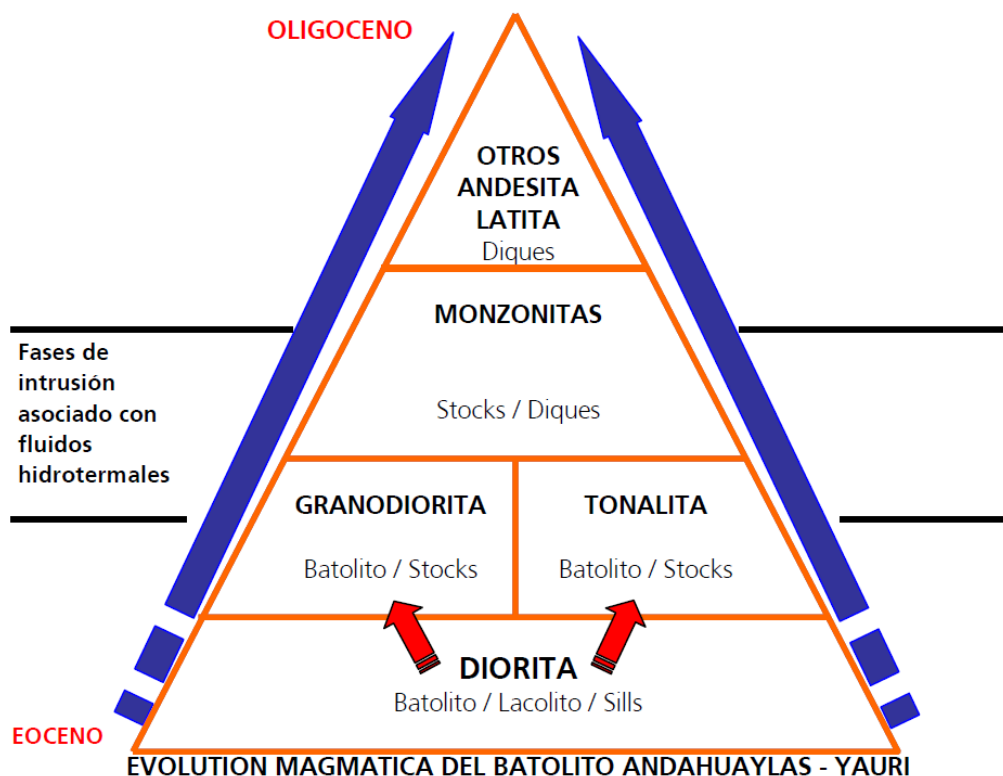 OLIGOCENO
OTROS
ANDESITA
LATITA
Diques
MONZONITAS
Stocks / Diques
Fases de
intrusión
asociado con
fluidos
hidrotermales
GRANODIORITA
Batolito / Stocks
TONALITA
Batolito / Stocks
DIORITA
Batolito / Lacolito / Sills
EOCENO
EVOLUTION MAGMATICA DEL BATOLITO ANDAHUAYLAS - YAURI